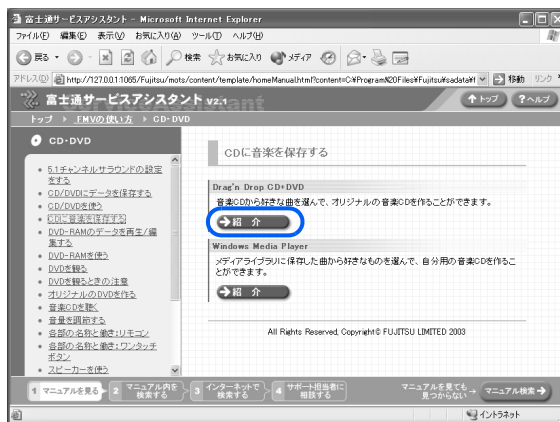 富士通サービスアシスタント - Microsoft Internet Explorer
ファイル(F) 編集(E) 表示(V) お気に入り(A) ツール(T) ヘルプ(H)
戻る 検索 お気に入り メディア
アドレス(D) http://127.0.0.1:1065/Fujitsu/mots/content/template/homeManual.html?content=C:¥Program%20Files¥Fujitsu¥sadata¥f 移動 リンク
富士通サービスアシスタント V2.1 トップ ヘルプ
トップ > FMVの使い方 > CD・DVD
CD・DVD
5.1チャンネルサラウンドの設定
をする
CD/DVDにデータを保存する
CD/DVDを使う
CDに音楽を保存する
DVD-RAMのデータを再生/編
集する
DVD-RAMを使う
DVDを観る
DVDを観るときの注意
オリジナルのDVDを作る
音楽CDを聴く
音量を調節する
各部の名称と働き:リモコン
各部の名称と働き:ワンタッチ
ボタン
スピーカーを使う
CDに音楽を保存する
Drag'n Drop CD+DVD
音楽CDから好きな曲を選んで、オリジナルの音楽CDを作ることができます。
紹 介
Windows Media Player
メディアライブラリに保存した曲から好きなものを選んで、自分用の音楽CDを作るこ
とができます。
紹 介
All Rights Reserved, Copyright© FUJITSU LIMITED 2003
1 マニュアルを見る 2 マニュアル内を検索する 3 インターネットで検索する 4 サポート担当者に相談する マニュアルを見ても見つからない→ マニュアル検索
イントラネット